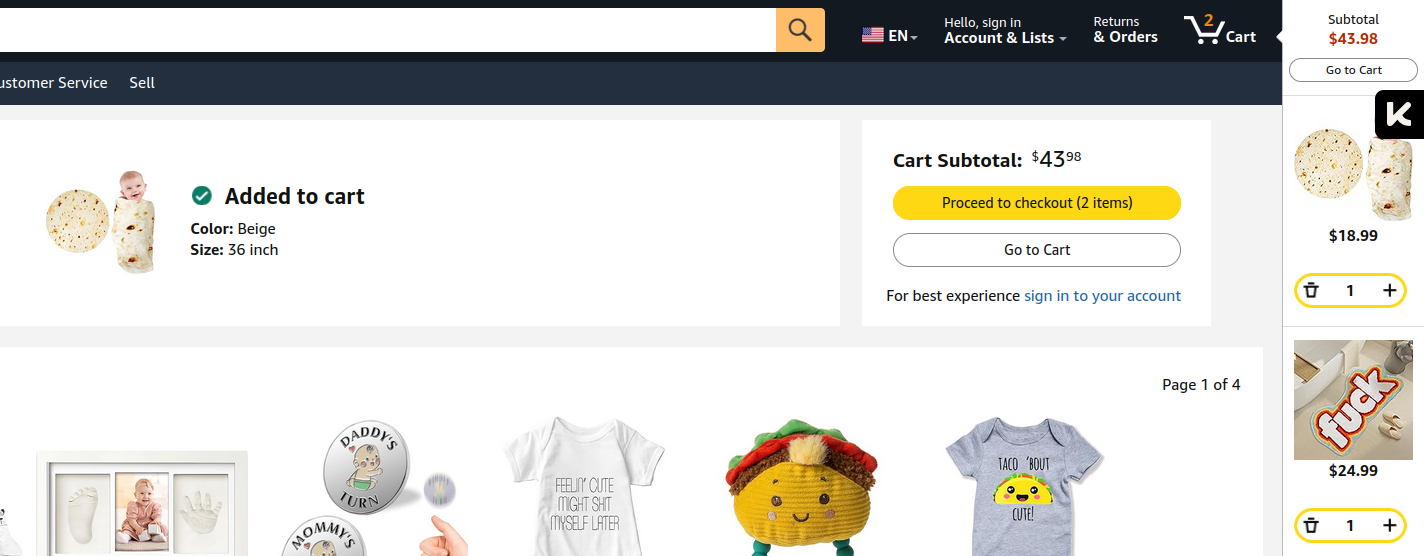 EN
Hello, sign in
Account & Lists
Returns
& Orders
2
Cart
Subtotal
$43.98
Go to Cart
ustomer Service
Sell
K
Added to cart
Color: Beige
Size: 36 inch
Cart Subtotal: $43 98
Proceed to checkout (2 items)
Go to Cart
For best experience sign in to your account
$18.99
1
fuck
$24.99
1
Page 1 of 4
DADDY'S
TURN
MOMMY'S
FEELIN' CUTE
MIGHT SHIT
MYSELF LATER
TACO 'BOUT
CUTE!